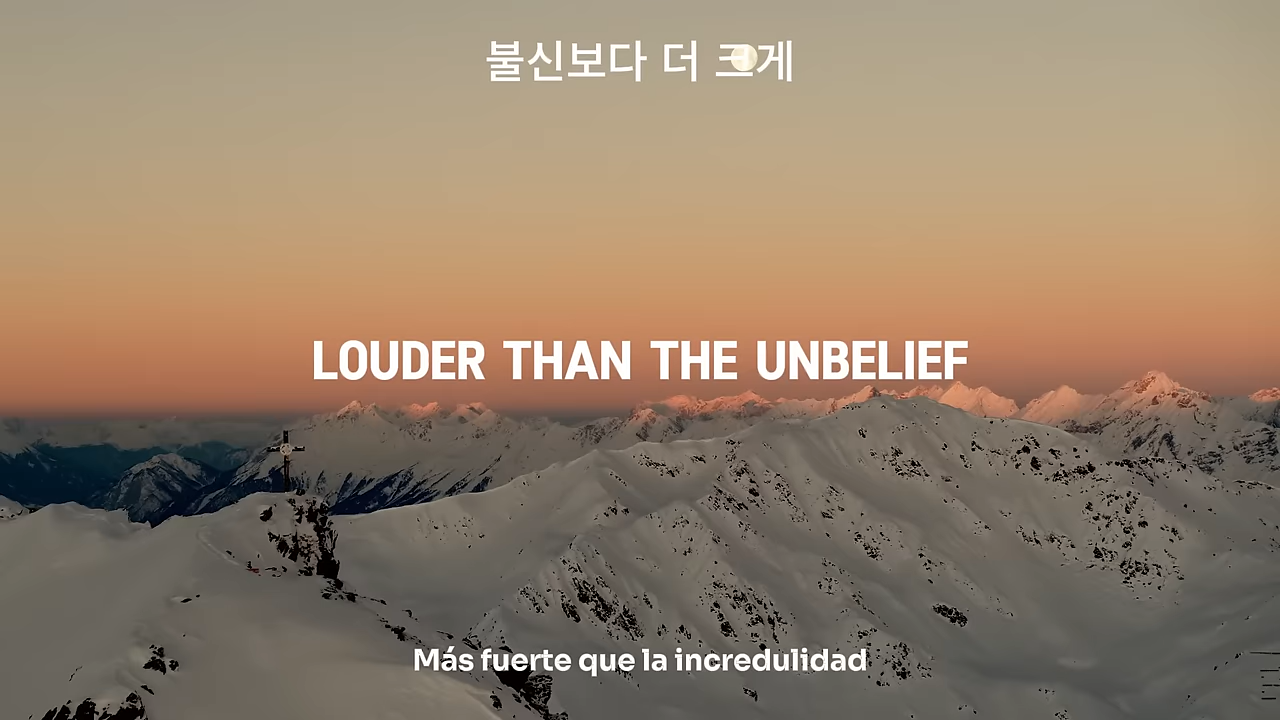 불신보다 더 크게
LOUDER THAN THE UNBELIEF
Más fuerte que la incredulidad